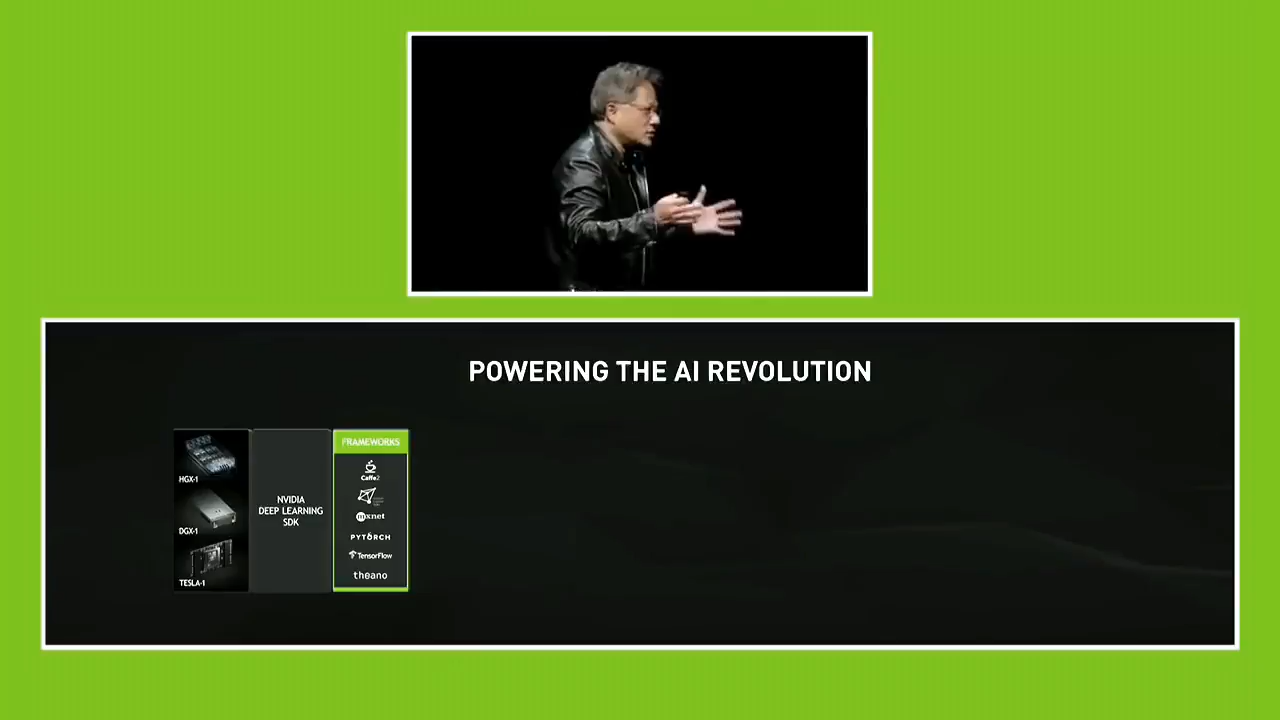 POWERING THE AI REVOLUTION
HGX-1
DGX-1
TESLA-1
NVIDIA
DEEP LEARNING
SDK
FRAMEWORKS
Caffe2
mxnet
PYTORCH
TensorFlow
theano